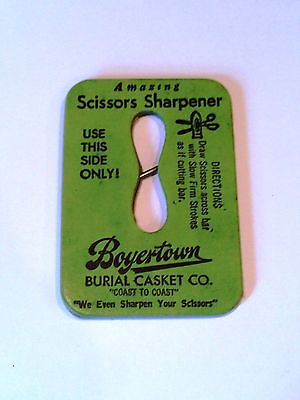 Amazing
Scissors Sharpener
USE
THIS
SIDE
ONLY!
DIRECTIONS
Draw Scissors across bar
with Slow Firm Strokes
as if cutting bar.
Boyertown
BURIAL CASKET CO.
"COAST TO COAST"
"We Even Sharpen Your Scissors"